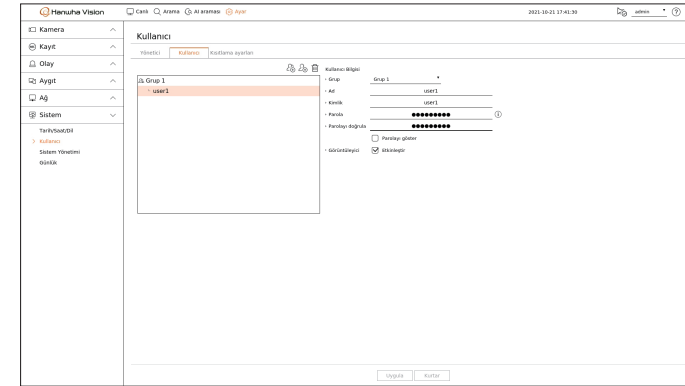 Hanwha Vision
Canlı Arama AI araması Ayar 2021-10-21 17:41:30 admin
Kamera
Kayıt
Olay
Aygıt
Ağ
Sistem
Tarih/Saat/Dil
Kullanıcı
Sistem Yönetimi
Günlük
Kullanıcı
Yönetici Kullanıcı Kısıtlama ayarları
Grup 1
user1
Kullanıcı Bilgisi
Grup Grup 1
Ad user1
Kimlik user1
Parola ●●●●●●●●●
Parolayı doğrula ●●●●●●●●●
Parolayı göster
Görüntüleyici Etkinleştir
Uygula Kurtar